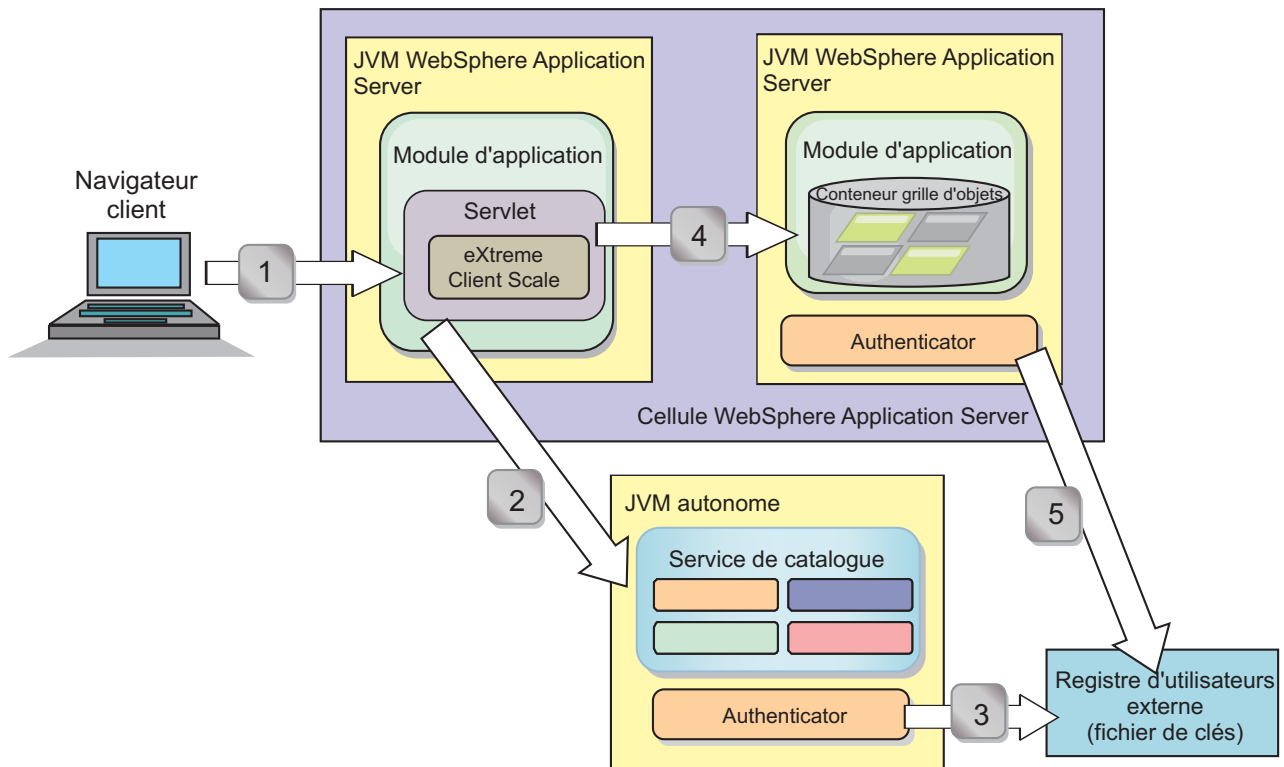 JVM WebSphere Application
Server
Module d'application
Servlet
eXtreme
Client Scale
JVM WebSphere Application
Server
Module d'application
Conteneur grille d'objets
Authenticator
Cellule WebSphere Application Server
Navigateur
client
1
4
2
5
JVM autonome
Service de catalogue
Authenticator
3
Registre d'utilisateurs
externe
(fichier de clés)